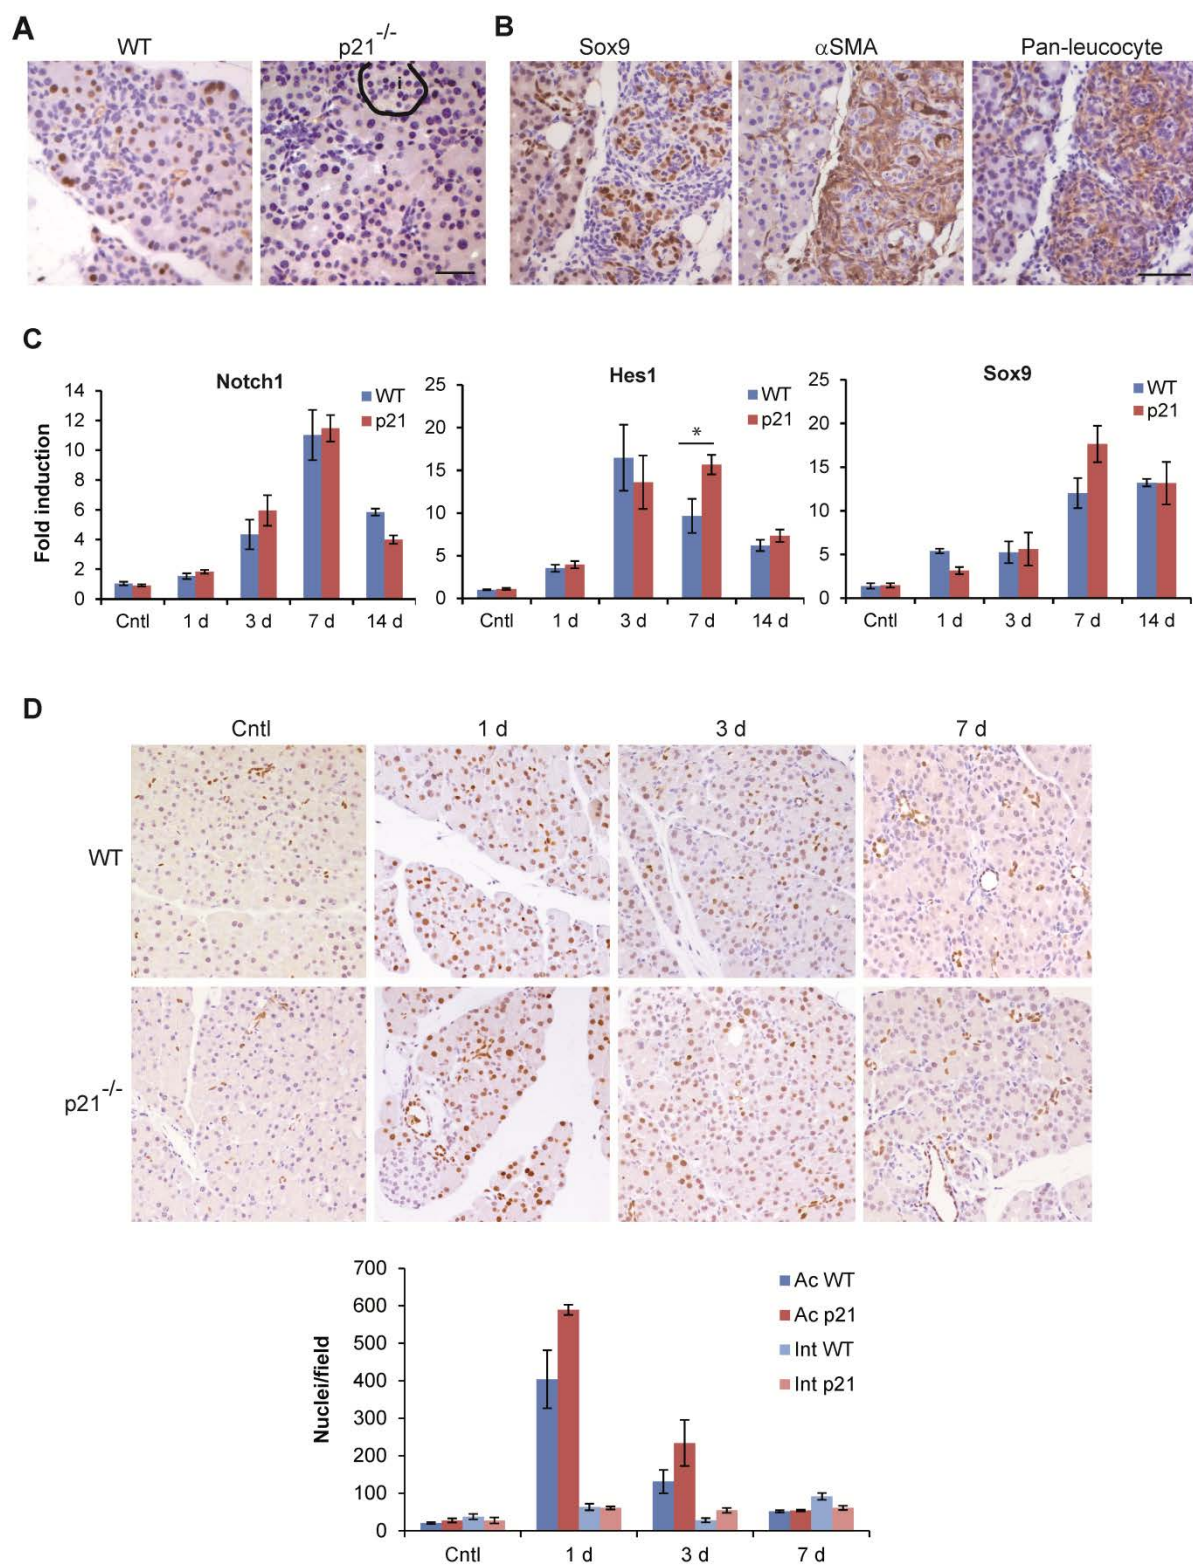 A
WT
p21-/-
i
B
Sox9
αSMA
Pan-leucocyte
C
Notch1
Fold induction
14
12
10
8
6
4
2
0
Cntl 1 d 3 d 7 d 14 d
WT
p21
Hes1
25
20
15
10
5
0
*
Cntl 1 d 3 d 7 d 14 d
WT
p21
Sox9
25
20
15
10
5
0
Cntl 1 d 3 d 7 d 14 d
WT
p21
D
Cntl 1 d 3 d 7 d
WT
p21-/-
Nuclei/field
700
600
500
400
300
200
100
0
Cntl 1 d 3 d 7 d
Ac WT
Ac p21
Int WT
Int p21